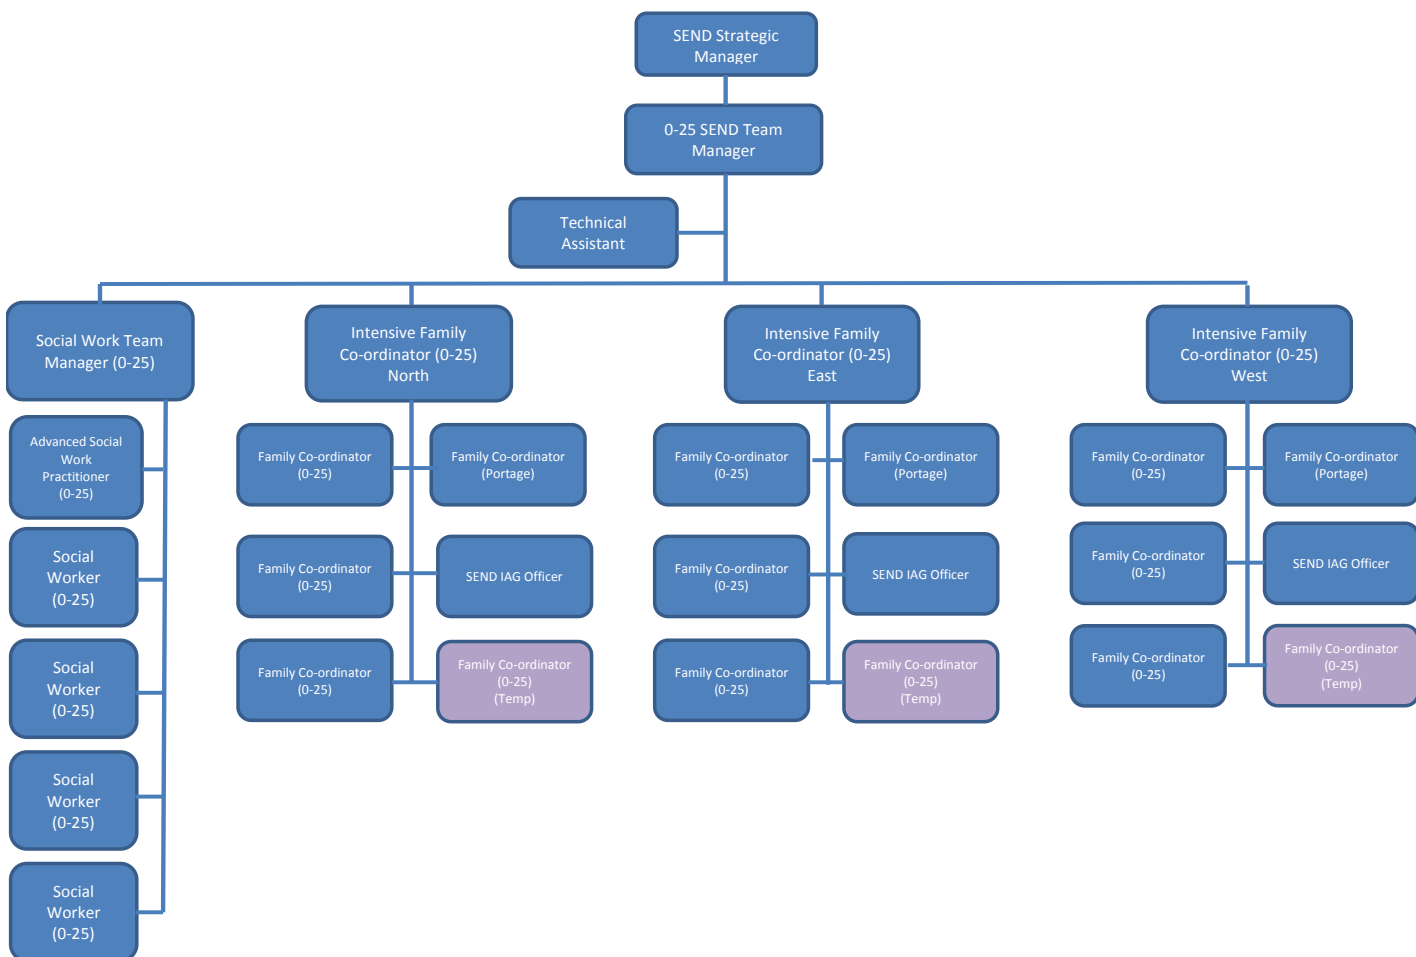 SEND Strategic
Manager
0-25 SEND Team
Manager
Technical
Assistant
Social Work Team
Manager (0-25)
Intensive Family
Co-ordinator (0-25)
North
Intensive Family
Co-ordinator (0-25)
East
Intensive Family
Co-ordinator (0-25)
West
Advanced Social
Work
Practitioner
(0-25)
Social
Worker
(0-25)
Social
Worker
(0-25)
Social
Worker
(0-25)
Social
Worker
(0-25)
Family Co-ordinator
(0-25)
Family Co-ordinator
(Portage)
Family Co-ordinator
(0-25)
SEND IAG Officer
Family Co-ordinator
(0-25)
Family Co-ordinator
(0-25)
(Temp)
Family Co-ordinator
(0-25)
Family Co-ordinator
(Portage)
Family Co-ordinator
(0-25)
SEND IAG Officer
Family Co-ordinator
(0-25)
Family Co-ordinator
(0-25)
(Temp)
Family Co-ordinator
(0-25)
Family Co-ordinator
(Portage)
Family Co-ordinator
(0-25)
SEND IAG Officer
Family Co-ordinator
(0-25)
Family Co-ordinator
(0-25)
(Temp)